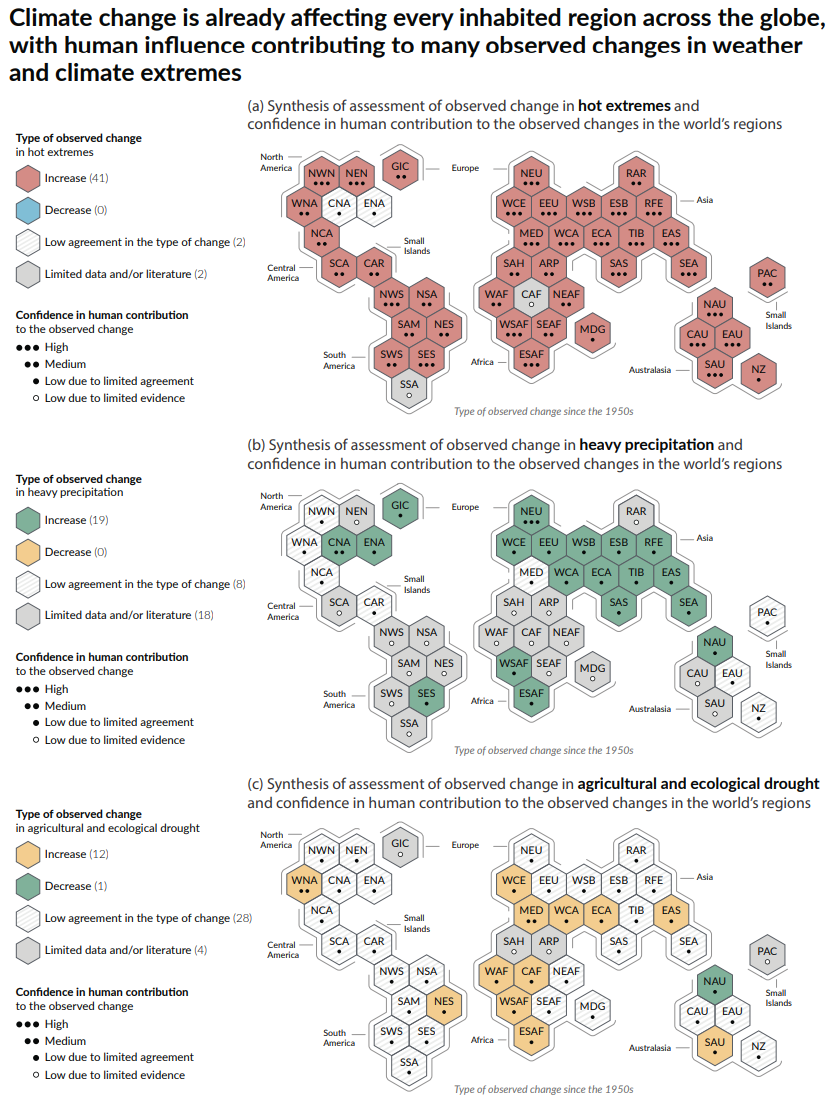 Climate change is already affecting every inhabited region across the globe,
with human influence contributing to many observed changes in weather
and climate extremes
(a) Synthesis of assessment of observed change in hot extremes and
confidence in human contribution to the observed changes in the world's regions
Type of observed change
in hot extremes
Increase (41)
Decrease (0)
Low agreement in the type of change (2)
Limited data and/or literature (2)
Confidence in human contribution
to the observed change
High
Medium
Low due to limited agreement
Low due to limited evidence
North
America
GIC
Europe
NWN NEN
NEU
RAR
WNA CNA ENA
WCE EEU WSB ESB RFE
Asia
NCA
MED WCA ECA TIB EAS
Small
Islands
Central
America
SCA CAR
SAH ARP
SAS
SEA
PAC
NWS NSA
WAF CAF NEAF
NAU
Small
Islands
SAM NES
WSAF SEAF MDG
CAU EAU
South
America
SWS SES
Africa
ESAF
Australasia
SAU NZ
SSA
Type of observed change since the 1950s
(b) Synthesis of assessment of observed change in heavy precipitation and
confidence in human contribution to the observed changes in the world's regions
Type of observed change
in heavy precipitation
Increase (19)
Decrease (0)
Low agreement in the type of change (8)
Limited data and/or literature (18)
Confidence in human contribution
to the observed change
High
Medium
Low due to limited agreement
Low due to limited evidence
North
America
GIC
Europe
NWN NEN
NEU
RAR
WNA CNA ENA
WCE EEU WSB ESB RFE
Asia
NCA
MED WCA ECA TIB EAS
Small
Islands
Central
America
SCA CAR
SAH ARP
SAS
SEA
PAC
NWS NSA
WAF CAF NEAF
NAU
Small
Islands
SAM NES
WSAF SEAF MDG
CAU EAU
South
America
SWS SES
Africa
ESAF
Australasia
SAU NZ
SSA
Type of observed change since the 1950s
(c) Synthesis of assessment of observed change in agricultural and ecological drought
and confidence in human contribution to the observed changes in the world's regions
Type of observed change
in agricultural and ecological drought
Increase (12)
Decrease (1)
Low agreement in the type of change (28)
Limited data and/or literature (4)
Confidence in human contribution
to the observed change
High
Medium
Low due to limited agreement
Low due to limited evidence
North
America
GIC
Europe
NWN NEN
NEU
RAR
WNA CNA ENA
WCE EEU WSB ESB RFE
Asia
NCA
MED WCA ECA TIB EAS
Small
Islands
Central
America
SCA CAR
SAH ARP
SAS
SEA
PAC
NWS NSA
WAF CAF NEAF
NAU
Small
Islands
SAM NES
WSAF SEAF MDG
CAU EAU
South
America
SWS SES
Africa
ESAF
Australasia
SAU NZ
SSA
Type of observed change since the 1950s